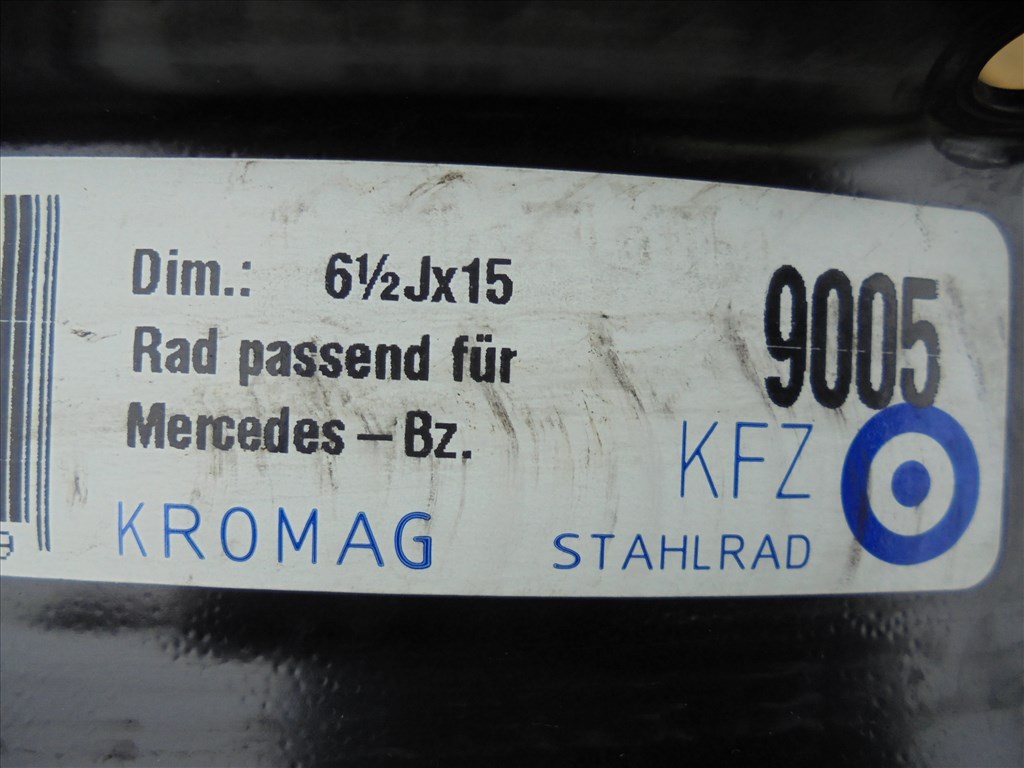 Dim.: 6½Jx15
Rad passend für
Mercedes – Bz.
9005
KFZ
KROMAG
STAHLRAD